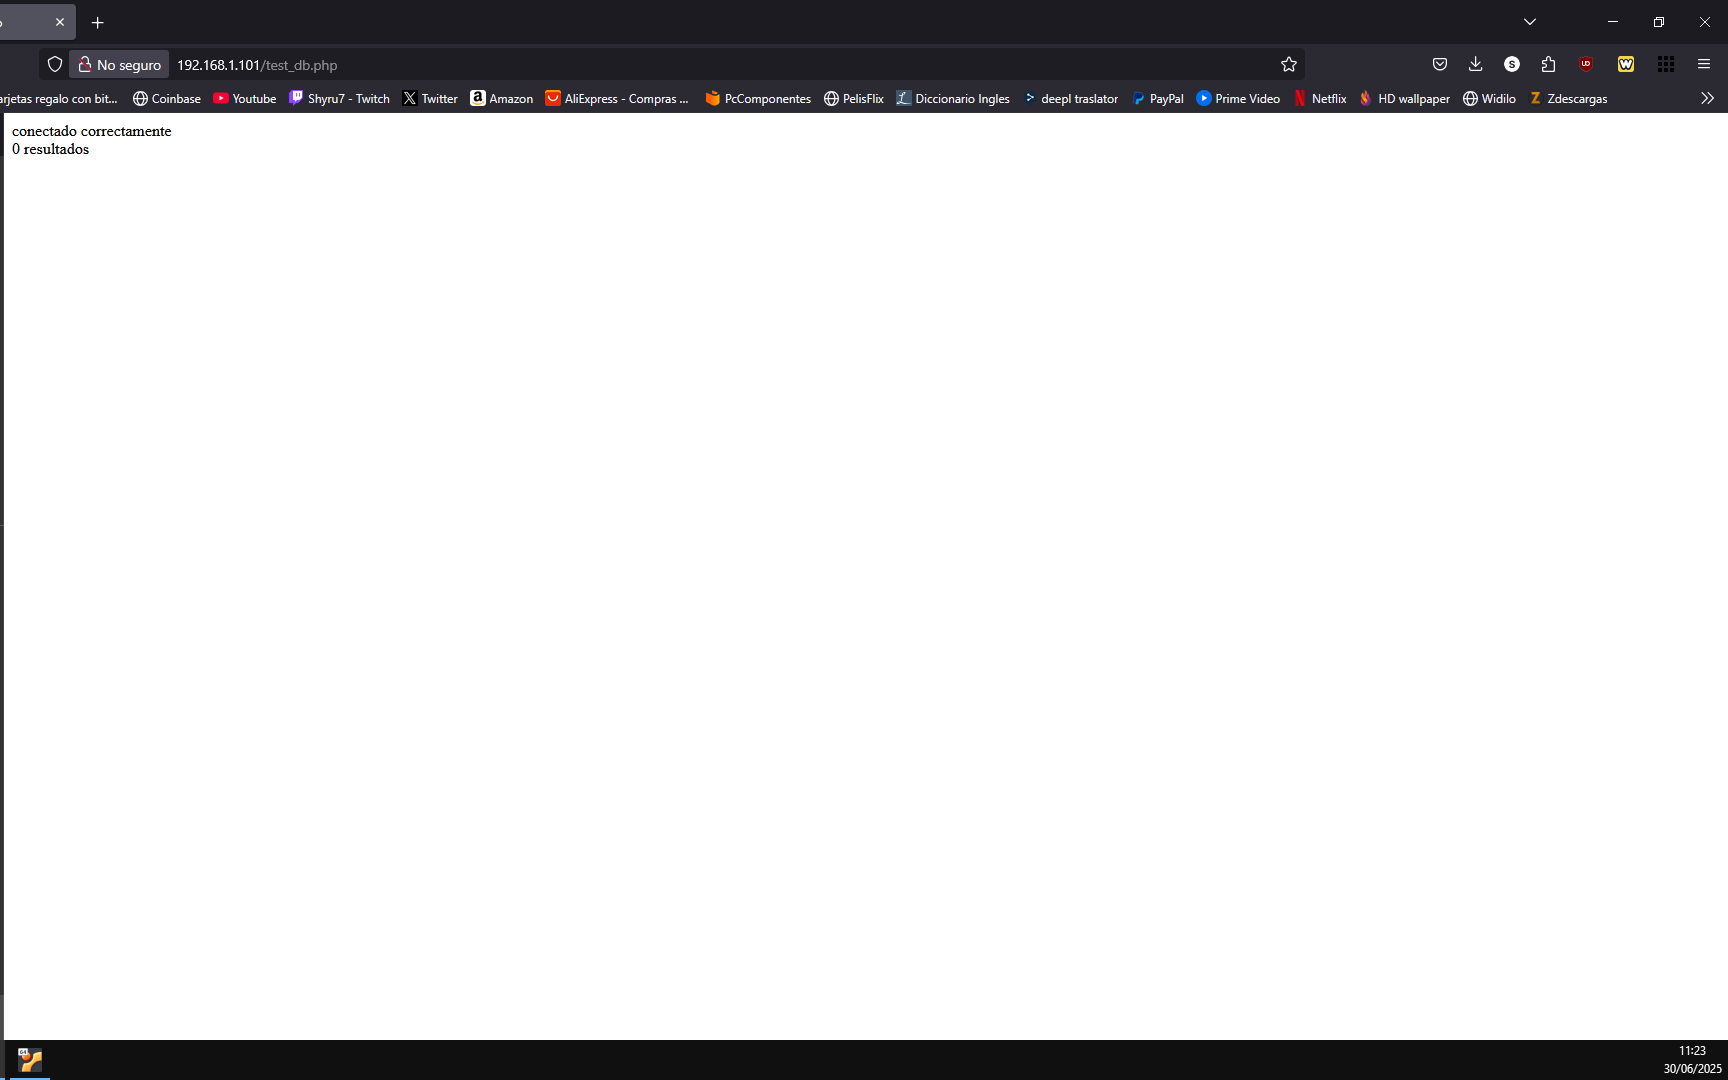 No seguro 192.168.1.101/test_db.php
arjetas regalo con bit... Coinbase Youtube Shyru7 - Twitch Twitter Amazon AliExpress - Compras ... PcComponentes PelisFlix Diccionario Ingles deepl traslator PayPal Prime Video Netflix HD wallpaper Widilo Zdescargas
conectado correctamente
0 resultados
11:23
30/06/2025